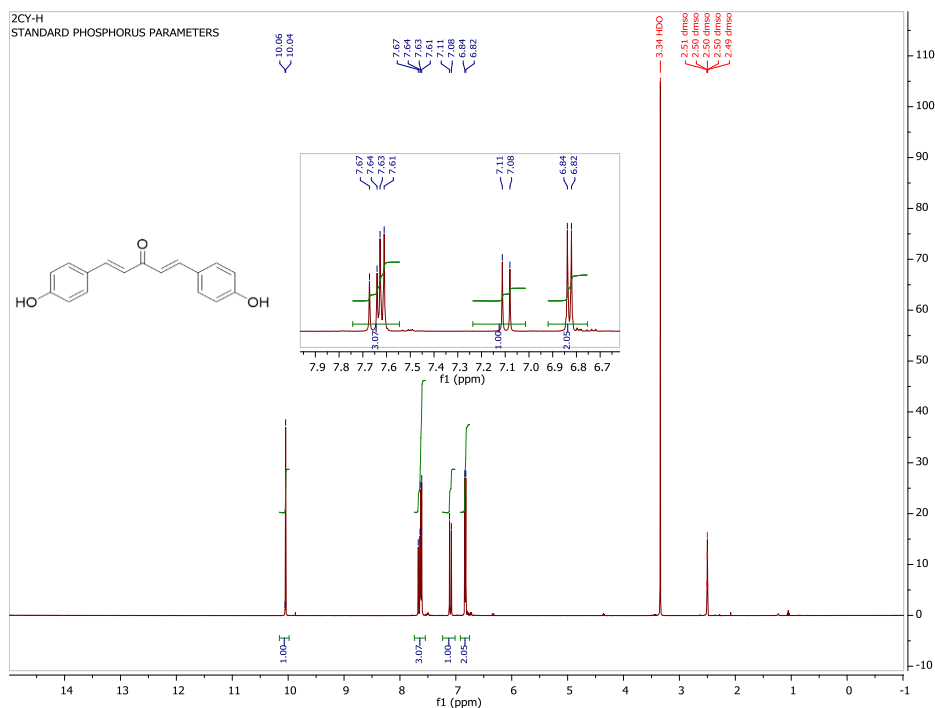 2CY-H
STANDARD PHOSPHORUS PARAMETERS
10.06
10.04
7.67
7.64
7.63
7.61
7.11
7.08
6.84
6.82
3.34 HDO
2.51 dmso
2.50 dmso
2.50 dmso
2.50 dmso
2.49 dmso
7.67
7.64
7.63
7.61
7.11
7.08
6.84
6.82
3.07
1.00
2.05
7.9 7.8 7.7 7.6 7.5 7.4 7.3 7.2 7.1 7.0 6.9 6.8 6.7
f1 (ppm)
O
HO
OH
110
100
90
80
70
60
50
40
30
20
10
0
-10
1.00
3.07
1.00
2.05
14 13 12 11 10 9 8 7 6 5 4 3 2 1 0 -1
f1 (ppm)